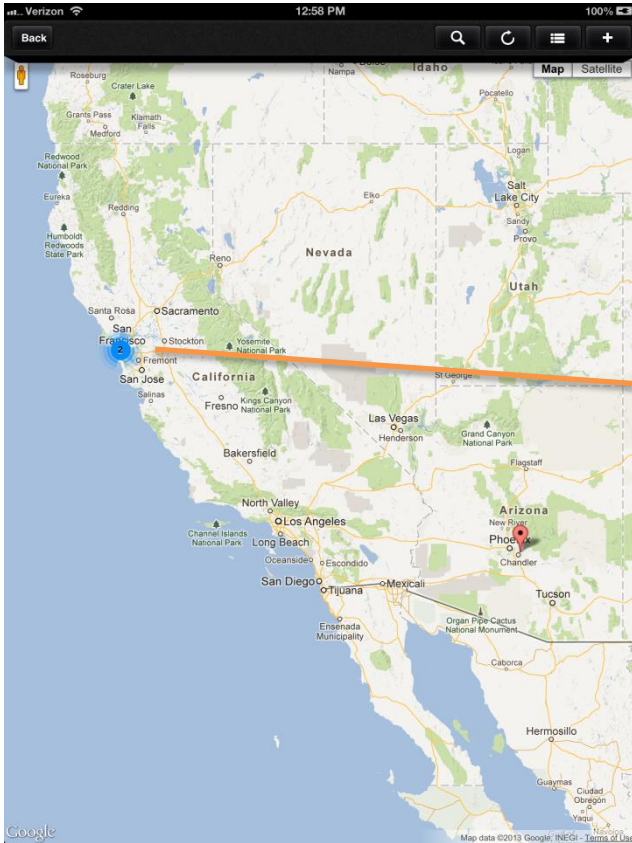 Verizon
12:58 PM
100%
Back
Map
Satellite
Roseburg
Crater Lake
Nampa
Idaho
Pocatello
Grants Pass
Klamath
Falls
Medford
Logan
Redwood
National Park
Salt
Lake City
Eureka
Elko
Redding
Sandy
Provo
Humboldt
Redwoods
State Park
Nevada
Reno
Utah
Santa Rosa
Sacramento
San
Francisco
Stockton
Yosemite
National Park
2
Fremont
San Jose
California
St George
Salinas
Kings Canyon
National Park
Fresno
Las Vegas
Henderson
Grand Canyon
National Park
Bakersfield
Flagstaff
North Valley
Arizona
New River
Los Angeles
Channel Islands
National Park
Long Beach
Phoenix
Chandler
Oceanside
Escondido
San Diego
Mexicali
Tijuana
Tucson
Ensenada
Municipality
Organ Pipe Cactus
National Monument
Caborca
Hermosillo
Guaymas
Ciudad
Obregón
Yaqui
Navojoa
Google
Map data ©2013 Google, INEGI - Terms of Use